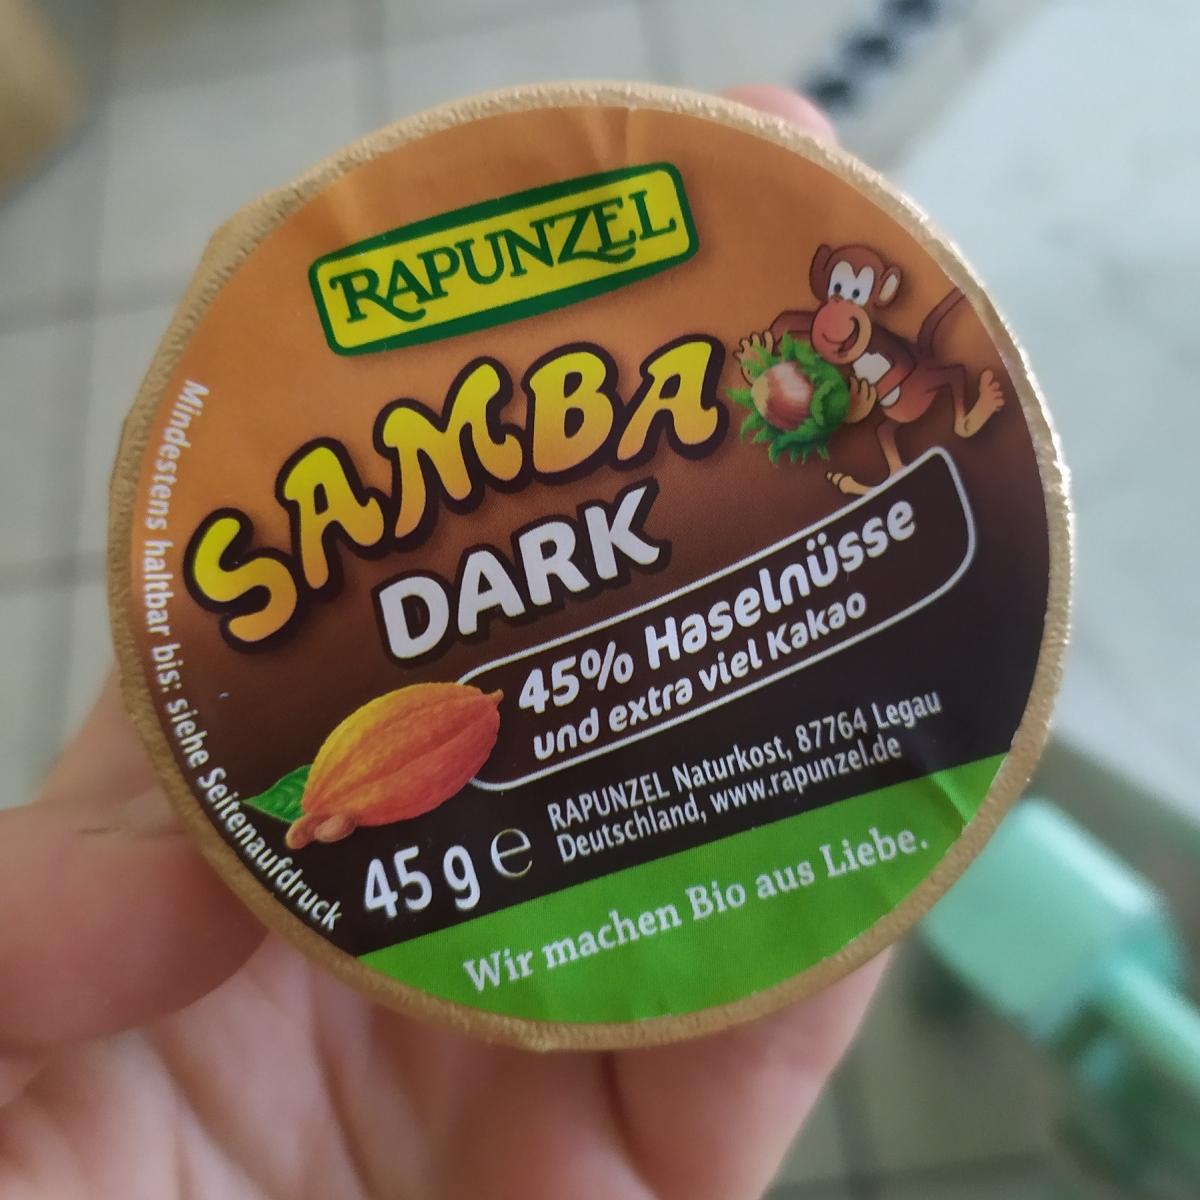 RAPUNZEL
SAMBA
DARK
45% Haselnüsse
und extra viel Kakao
RAPUNZEL Naturkost, 87764 Legau
Deutschland, www.rapunzel.de
45 g e
Wir machen Bio aus Liebe.
Mindestens haltbar bis: siehe Seitenaufdruck